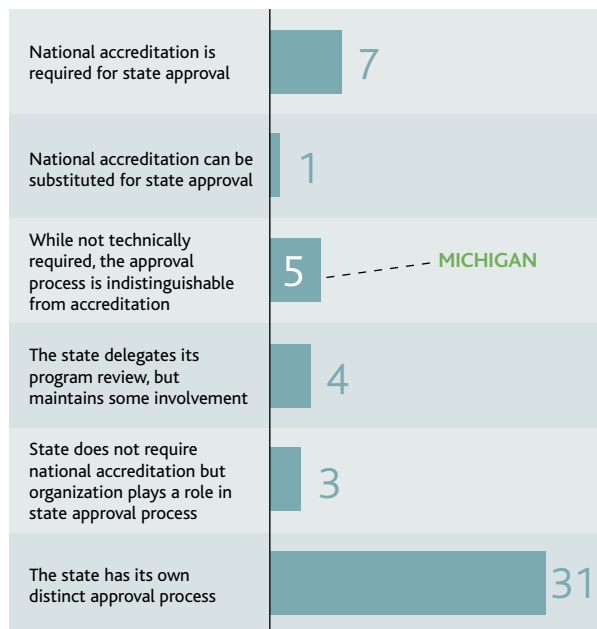 National accreditation is
required for state approval
7
National accreditation can be
substituted for state approval
1
While not technically
required, the approval
process is indistinguishable
from accreditation
5
MICHIGAN
The state delegates its
program review, but
maintains some involvement
4
State does not require
national accreditation but
organization plays a role in
state approval process
3
The state has its own
distinct approval process
31